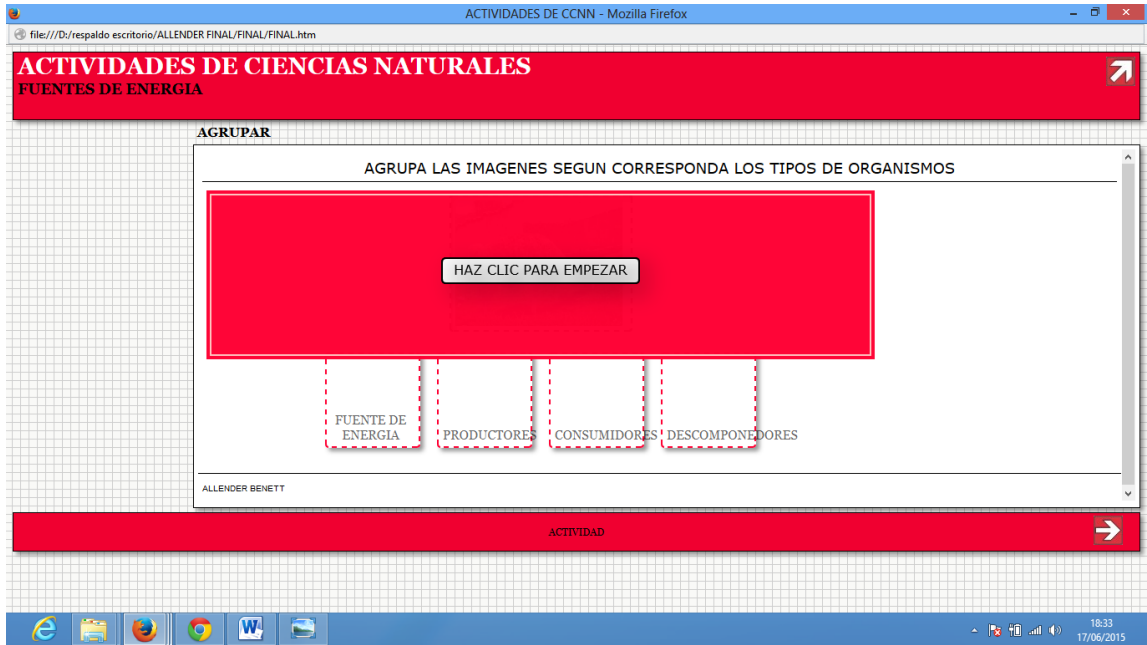 ACTIVIDADES DE CCNN - Mozilla Firefox
file:///D:/respaldo escritorio/ALLENDER FINAL/FINAL/FINAL.htm
ACTIVIDADES DE CIENCIAS NATURALES
FUENTES DE ENERGIA
AGRUPAR
AGRUPA LAS IMAGENES SEGUN CORRESPONDA LOS TIPOS DE ORGANISMOS
HAZ CLIC PARA EMPEZAR
FUENTE DE
ENERGIA
PRODUCTORES
CONSUMIDORES
DESCOMPONEDORES
ALLENDER BENETT
ACTIVIDAD
18:33
17/06/2015